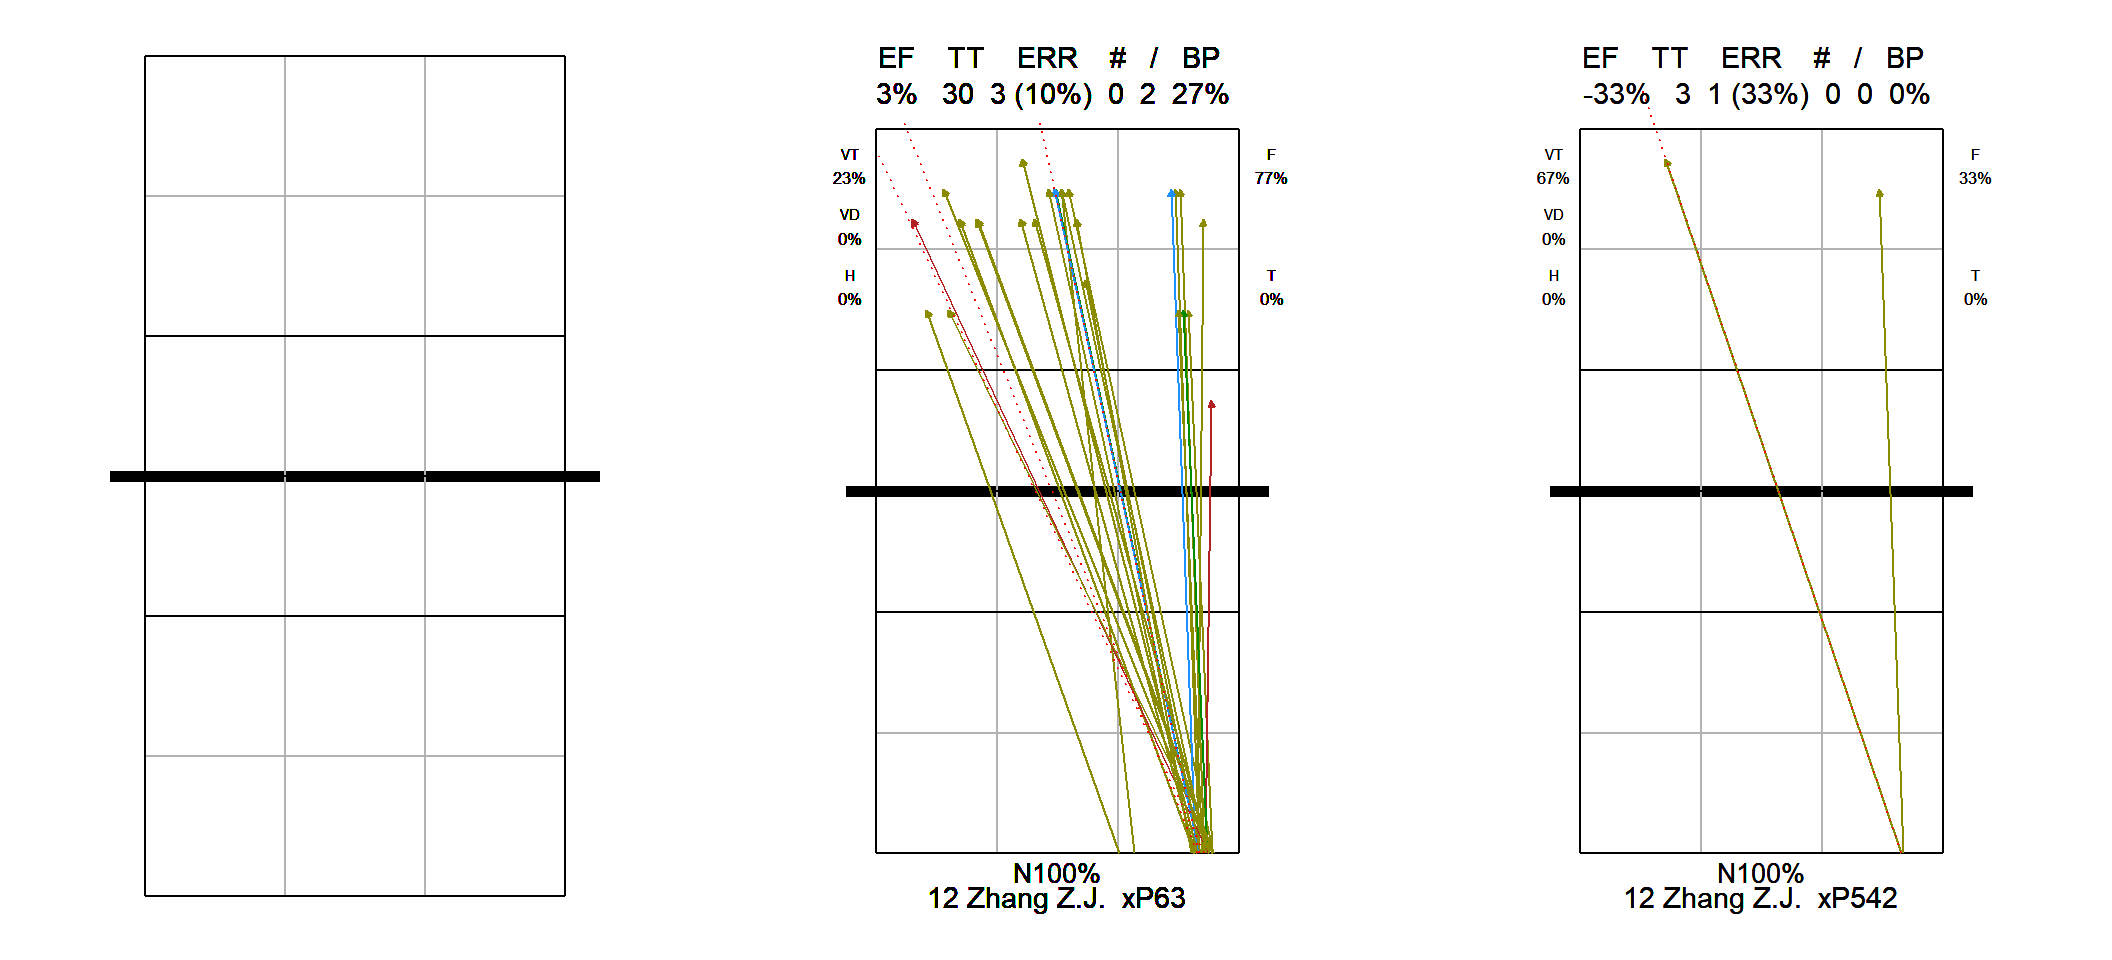 EF TT ERR # / BP
3% 30 3 (10%) 0 2 27%
VT
23%
VD
0%
H
0%
F
77%
T
0%
N100%
12 Zhang Z.J. xP63
EF TT ERR # / BP
-33% 3 1 (33%) 0 0 0%
VT
67%
VD
0%
H
0%
F
33%
T
0%
N100%
12 Zhang Z.J. xP542